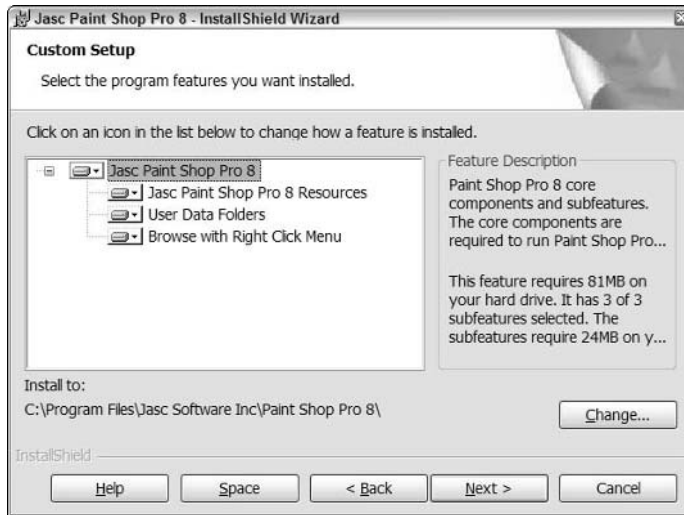 Jasc Paint Shop Pro 8 - InstallShield Wizard
Custom Setup
Select the program features you want installed.
Click on an icon in the list below to change how a feature is installed.
Jasc Paint Shop Pro 8
Jasc Paint Shop Pro 8 Resources
User Data Folders
Browse with Right Click Menu
Feature Description
Paint Shop Pro 8 core
components and subfeatures.
The core components are
required to run Paint Shop Pro...
This feature requires 81MB on
your hard drive. It has 3 of 3
subfeatures selected. The
subfeatures require 24MB on y...
Install to:
C:\Program Files\Jasc Software Inc\Paint Shop Pro 8\
Change...
InstallShield
Help
Space
< Back
Next >
Cancel